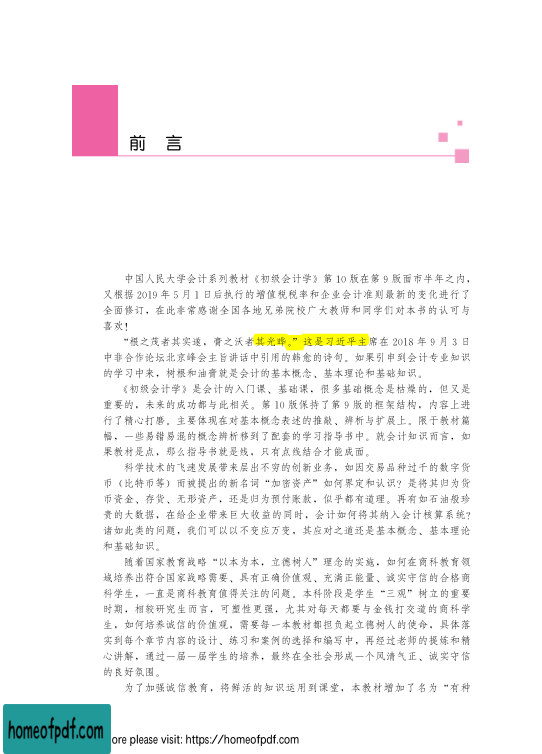 前 言
中国人民大学会计系列教材《初级会计学》第 10 版在第 9 版面市半年之内，
又根据 2019 年 5 月 1 日后执行的增值税税率和企业会计准则最新的变化进行了
全面修订，在此非常感谢全国各地兄弟院校广大教师和同学们对本书的认可与
喜欢！
“根之茂者其实遂，膏之沃者其光晔。”这是习近平主席在 2018 年 9 月 3 日
中非合作论坛北京峰会主旨讲话中引用的韩愈的诗句。如果引申到会计专业知识
的学习中来，树根和油膏就是会计的基本概念、基本理论和基础知识。
《初级会计学》是会计的入门课、基础课，很多基础概念是枯燥的，但又是
重要的，未来的成功都与此相关。第 10 版保持了第 9 版的框架结构，内容上进
行了精心打磨。主要体现在对基本概念表述的推敲、辨析与扩展上。限于教材篇
幅，一些易错易混的概念辨析移到了配套的学习指导书中。就会计知识而言，如
果教材是点，那么指导书就是线，只有点线结合才能成面。
科学技术的飞速发展带来层出不穷的创新业务，如因交易品种过千的数字货
币（比特币等）而被提出的新名词“加密资产”如何界定和认识？是将其归为货
币资金、存货、无形资产，还是归为预付账款，似乎都有道理。再有如石油般珍
贵的大数据，在给企业带来巨大收益的同时，会计如何将其纳入会计核算系统？
诸如此类的问题，我们可以以不变应万变，其应对之道还是基本概念、基本理论
和基础知识。
随着国家教育战略“以本为本，立德树人”理念的实施，如何在商科教育领
域培养出符合国家战略需要、具有正确价值观、充满正能量、诚实守信的合格商
科学生，一直是商科教育值得关注的问题。本科阶段是学生“三观”树立的重要
时期，相较研究生而言，可塑性更强，尤其对每天都要与金钱打交道的商科学
生，如何培养诚信的价值观，需要每一本教材都担负起立德树人的使命，具体落
实到每个章节内容的设计、练习和案例的选择和编写中，再经过老师的提炼和精
心讲解，通过一届一届学生的培养，最终在全社会形成一个风清气正、诚实守信
的良好氛围。
为了加强诚信教育，将鲜活的知识运用到课堂，本教材增加了名为“有种
homeofpdf.com
ore please visit: https://homeofpdf.com